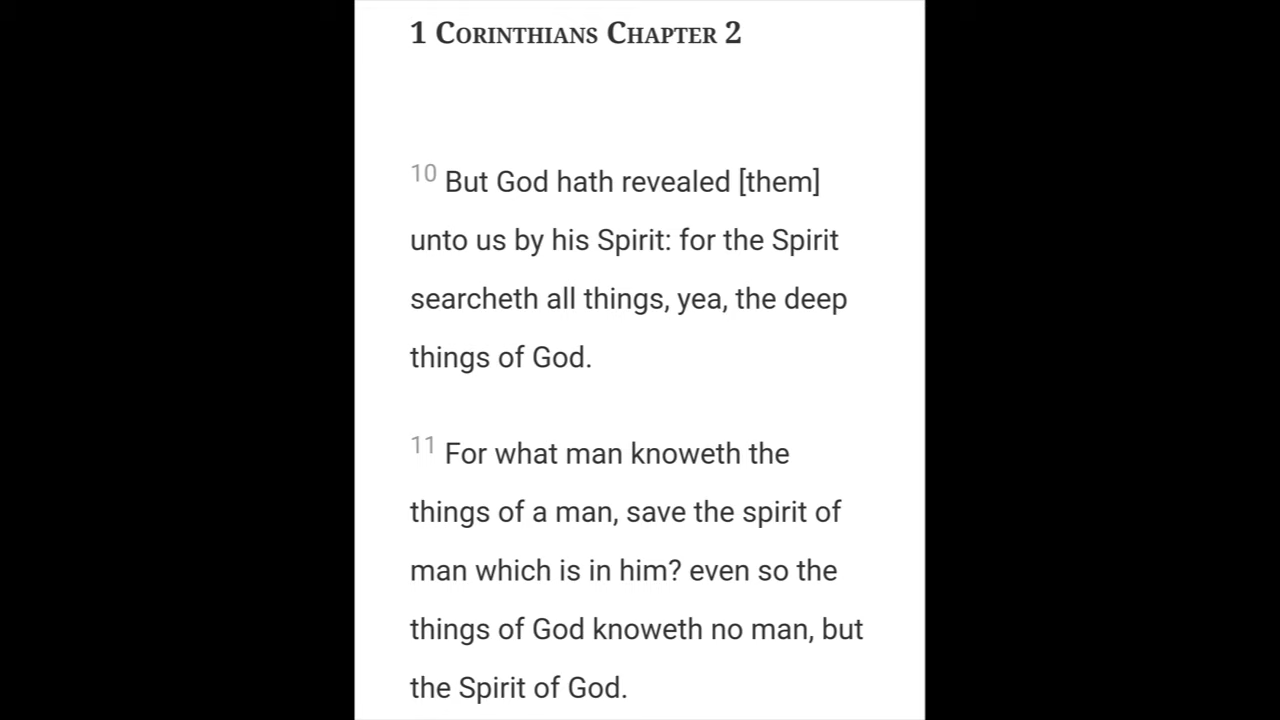 1 Corinthians Chapter 2
10 But God hath revealed [them]
unto us by his Spirit: for the Spirit
searcheth all things, yea, the deep
things of God.
11 For what man knoweth the
things of a man, save the spirit of
man which is in him? even so the
things of God knoweth no man, but
the Spirit of God.